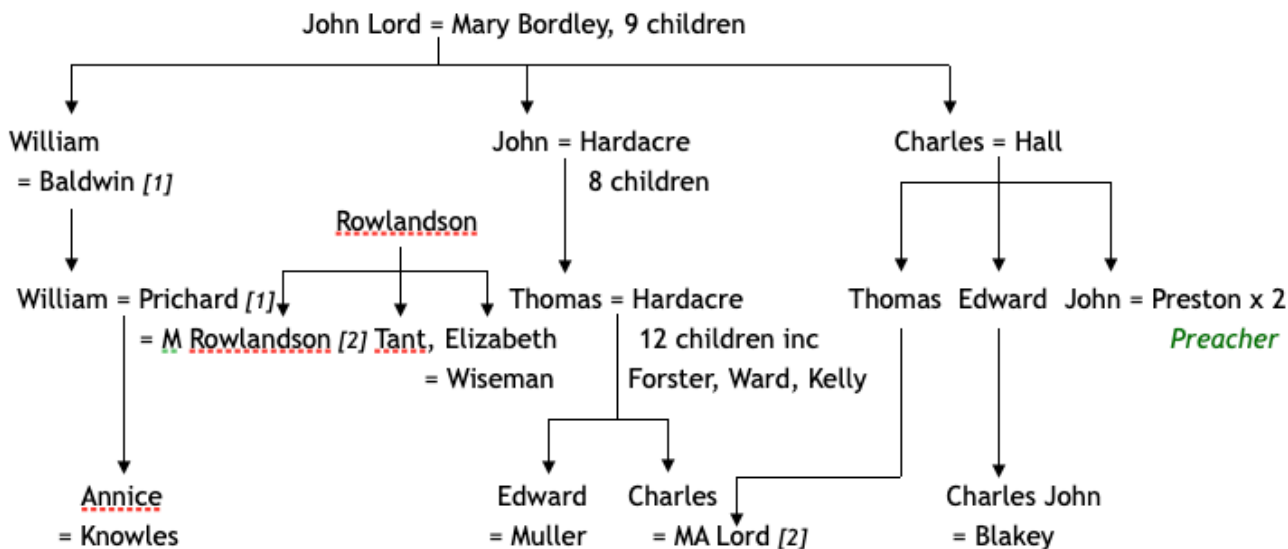 John Lord = Mary Bordley, 9 children
William
= Baldwin [1]
John = Hardacre
8 children
Charles = Hall
Rowlandson
William = Prichard [1]
= M Rowlandson [2] Tant, Elizabeth
= Wiseman
Thomas = Hardacre
12 children inc
Forster, Ward, Kelly
Thomas Edward John = Preston x 2
Preacher
Annice
= Knowles
Edward
= Muller
Charles
= MA Lord [2]
Charles John
= Blakey